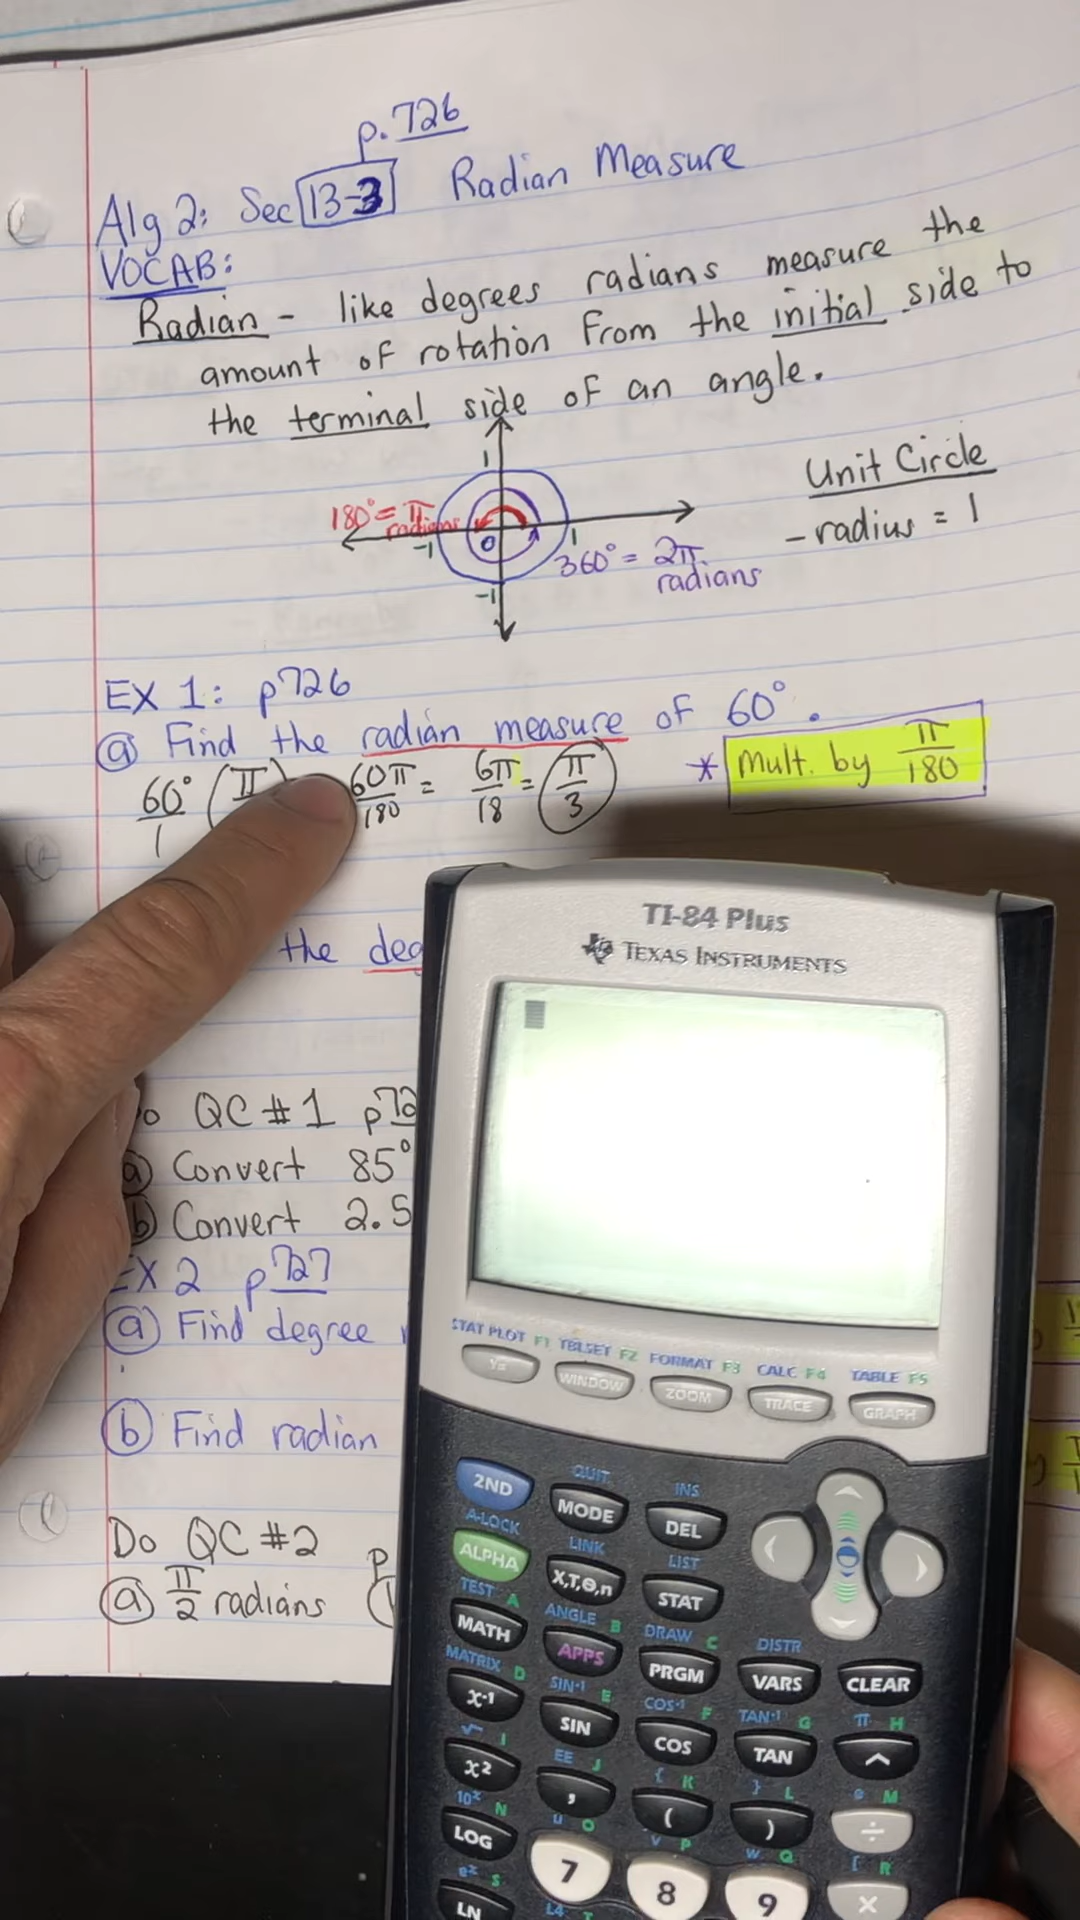 p. 726
Alg 2: Sec 13-3 Radian Measure
VOCAB:
Radian - like degrees radians measure the
amount of rotation from the initial side to
the terminal side of an angle.
Unit Circle
- radius = 1
1
180° = π
radians
-1
0
1
360° = 2π
radians
-1
EX 1: p726
a Find the radian measure of 60°.
* mult. by π/180
60°/1 (π 60π/180 = 6π/18 = π/3
the deg
QC #1 p72
a Convert 85°
b Convert 2.5
EX 2 p727
a Find degree
b Find radian
Do QC #2 p
a π/2 radians
TI-84 Plus
TEXAS INSTRUMENTS
STAT PLOT F1 TBLSET F2 FORMAT F3 CALC F4 TABLE F5
Y= WINDOW ZOOM TRACE GRAPH
QUIT INS
2ND MODE DEL
A-LOCK LINK LIST
ALPHA X,T,Θ,n STAT
TEST A ANGLE B DRAW C DISTR
MATH APPS PRGM VARS CLEAR
MATRIX D SIN-1 E COS-1 F TAN-1 G π H
x-1 SIN COS TAN ^
√ I EE J { K } L e M
x2 , ( ) ÷
10x N u O v P w Q [ R
LOG 7 8 9 ×
ex S L4 T
LN